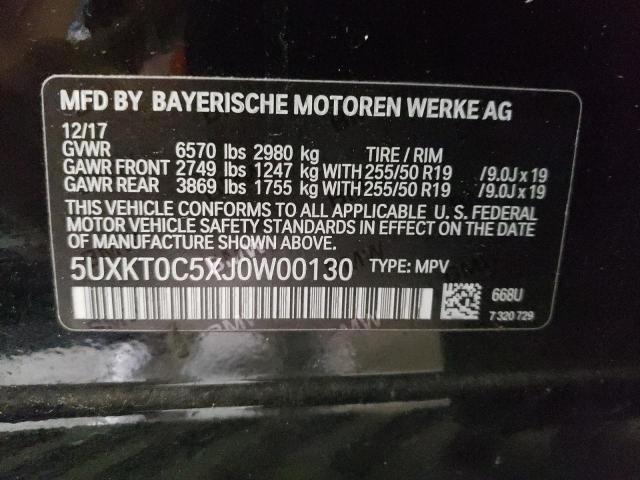 MFD BY BAYERISCHE MOTOREN WERKE AG
12/17
GVWR 6570 lbs 2980 kg TIRE / RIM
GAWR FRONT 2749 lbs 1247 kg WITH 255/50 R19 /9.0J x 19
GAWR REAR 3869 lbs 1755 kg WITH 255/50 R19 /9.0J x 19
THIS VEHICLE CONFORMS TO ALL APPLICABLE U. S. FEDERAL
MOTOR VEHICLE SAFETY STANDARDS IN EFFECT ON THE
DATE OF MANUFACTURE SHOWN ABOVE.
5UXKT0C5XJ0W00130 TYPE: MPV
668U
7 320 729
BMW